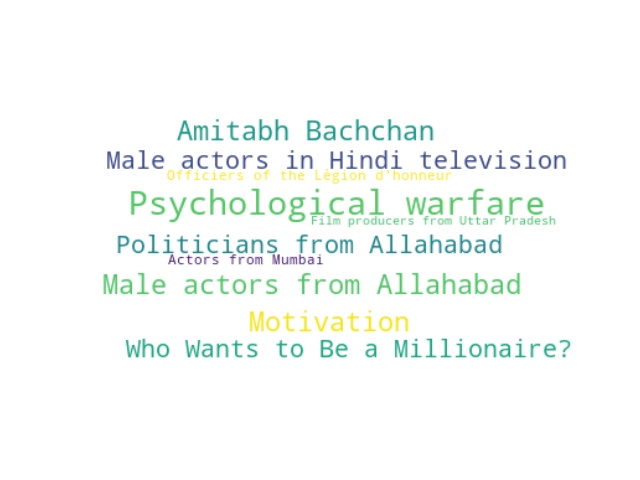 Amitabh Bachchan
Male actors in Hindi television
Officiers of the Légion d'honneur
Psychological warfare
Film producers from Uttar Pradesh
Politicians from Allahabad
Actors from Mumbai
Male actors from Allahabad
Motivation
Who Wants to Be a Millionaire?